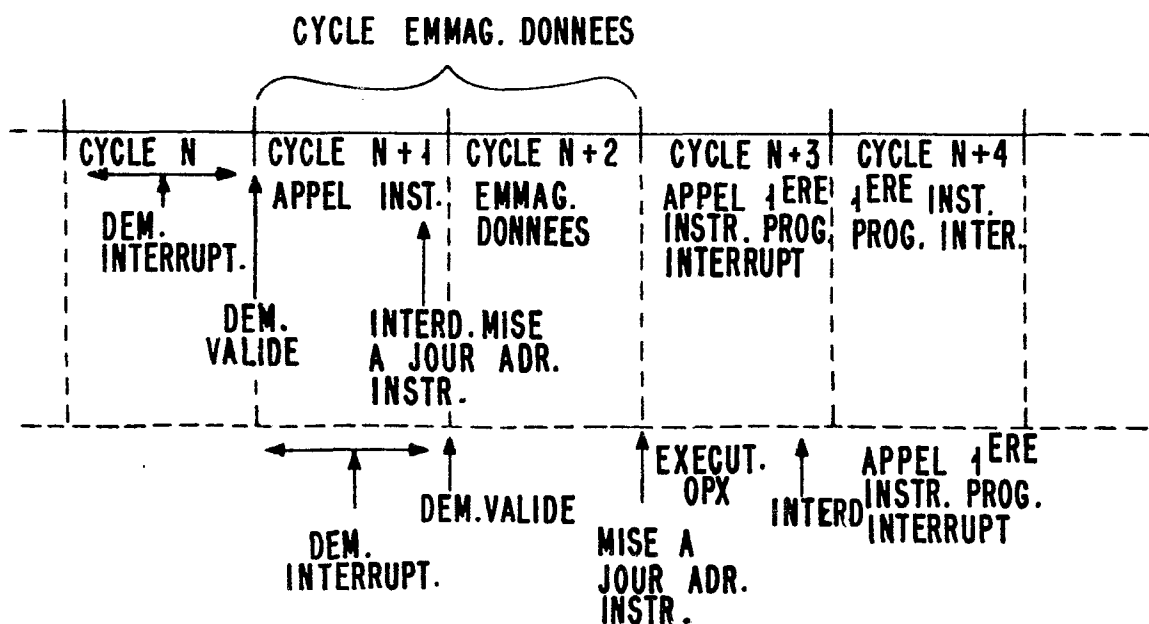 CYCLE EMMAG. DONNEES
CYCLE N
DEM.
INTERRUPT.
DEM.
VALIDE
CYCLE N+1
APPEL INST.
INTERD. MISE
A JOUR ADR.
INSTR.
CYCLE N+2
EMMAG.
DONNEES
CYCLE N+3
APPEL 1ERE
INSTR. PROG.
INTERRUPT
CYCLE N+4
1ERE INST.
PROG. INTER.
DEM.
INTERRUPT.
DEM. VALIDE
MISE A
JOUR ADR.
INSTR.
EXECUT.
OPX
INTERD
APPEL 1ERE
INSTR. PROG.
INTERRUPT